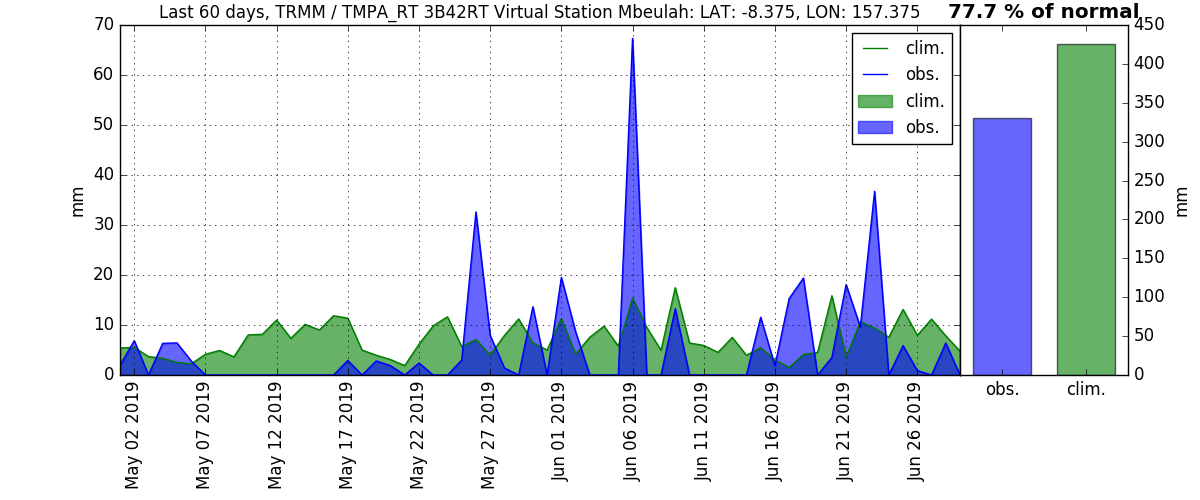 Last 60 days, TRMM / TMPA_RT 3B42RT Virtual Station Mbeulah: LAT: -8.375, LON: 157.375
77.7 % of normal
70
60
50
40
30
20
10
0
mm
clim.
obs.
clim.
obs.
450
400
350
300
250
200
150
100
50
0
mm
May 02 2019
May 07 2019
May 12 2019
May 17 2019
May 22 2019
May 27 2019
Jun 01 2019
Jun 06 2019
Jun 11 2019
Jun 16 2019
Jun 21 2019
Jun 26 2019
obs.
clim.